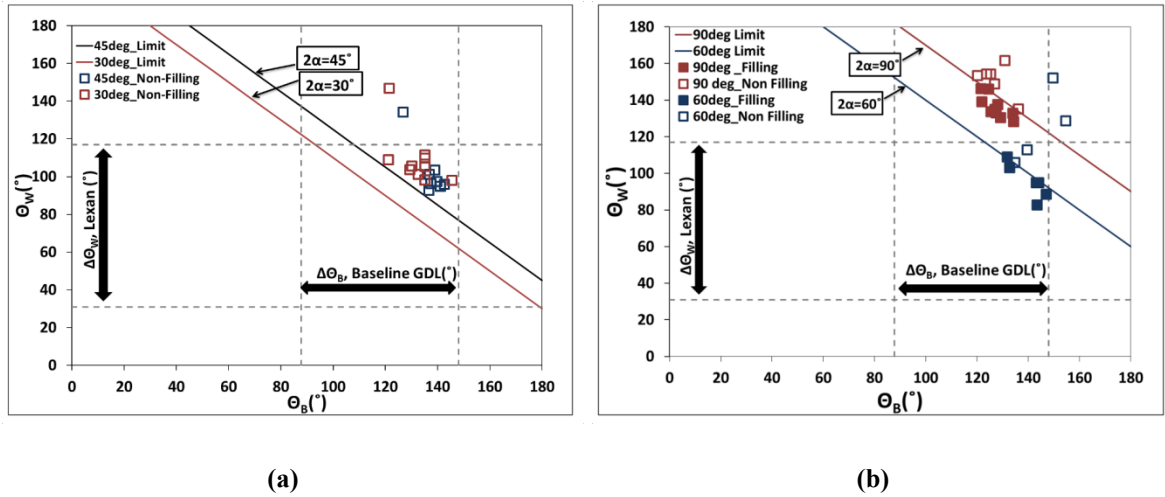 (a)
180
160
140
120
100
80
60
40
20
0
ΘW(˚)
45deg_Limit
30deg_Limit
45deg_Non-Filling
30deg_Non-Filling
2α=45˚
2α=30˚
ΔΘW, Lexan (˚)
ΔΘB, Baseline GDL(˚)
0 20 40 60 80 100 120 140 160 180
ΘB(˚)
(b)
180
160
140
120
100
80
60
40
20
0
ΘW(˚)
90deg Limit
60deg Limit
90deg _Filling
90 deg_Non Filling
60deg_Filling
60deg_Non Filling
2α=90˚
2α=60˚
ΔΘW, Lexan (˚)
ΔΘB, Baseline GDL(˚)
0 20 40 60 80 100 120 140 160 180
ΘB(˚)
(a)
(b)